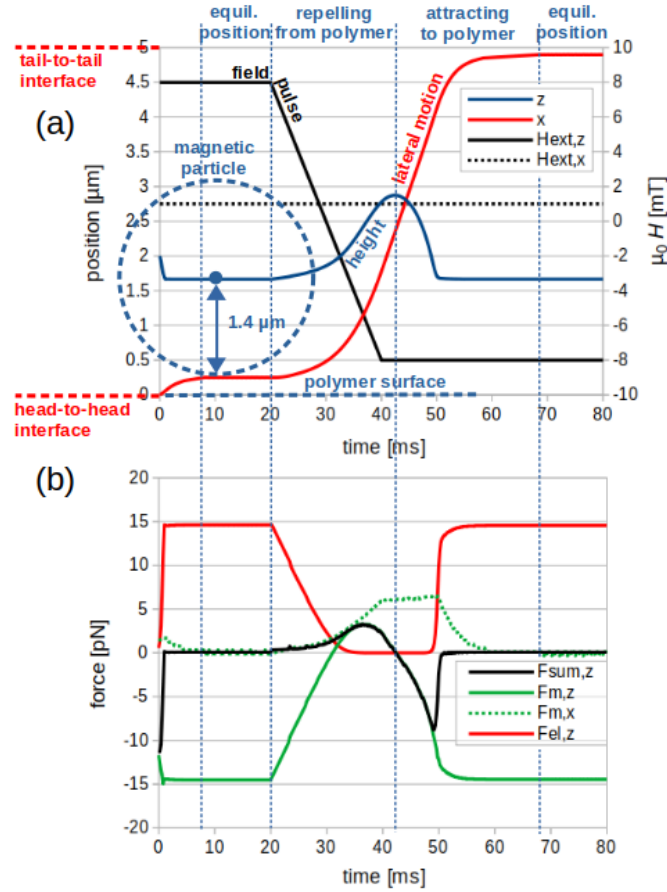 equil. position
repelling from polymer
attracting to polymer
equil. position
tail-to-tail interface
(a)
position [µm]
5
4.5
4
3.5
3
2.5
2
1.5
1
0.5
0
field pulse
magnetic particle
1.4 µm
height
lateral motion
z
x
Hext,z
Hext,x
polymer surface
head-to-head interface
10
8
6
4
2
0
-2
-4
-6
-8
-10
µ0 H [mT]
0 10 20 30 40 50 60 70 80
time [ms]
(b)
force [pN]
20
15
10
5
0
-5
-10
-15
-20
Fsum,z
Fm,z
Fm,x
Fel,z
0 10 20 30 40 50 60 70 80
time [ms]